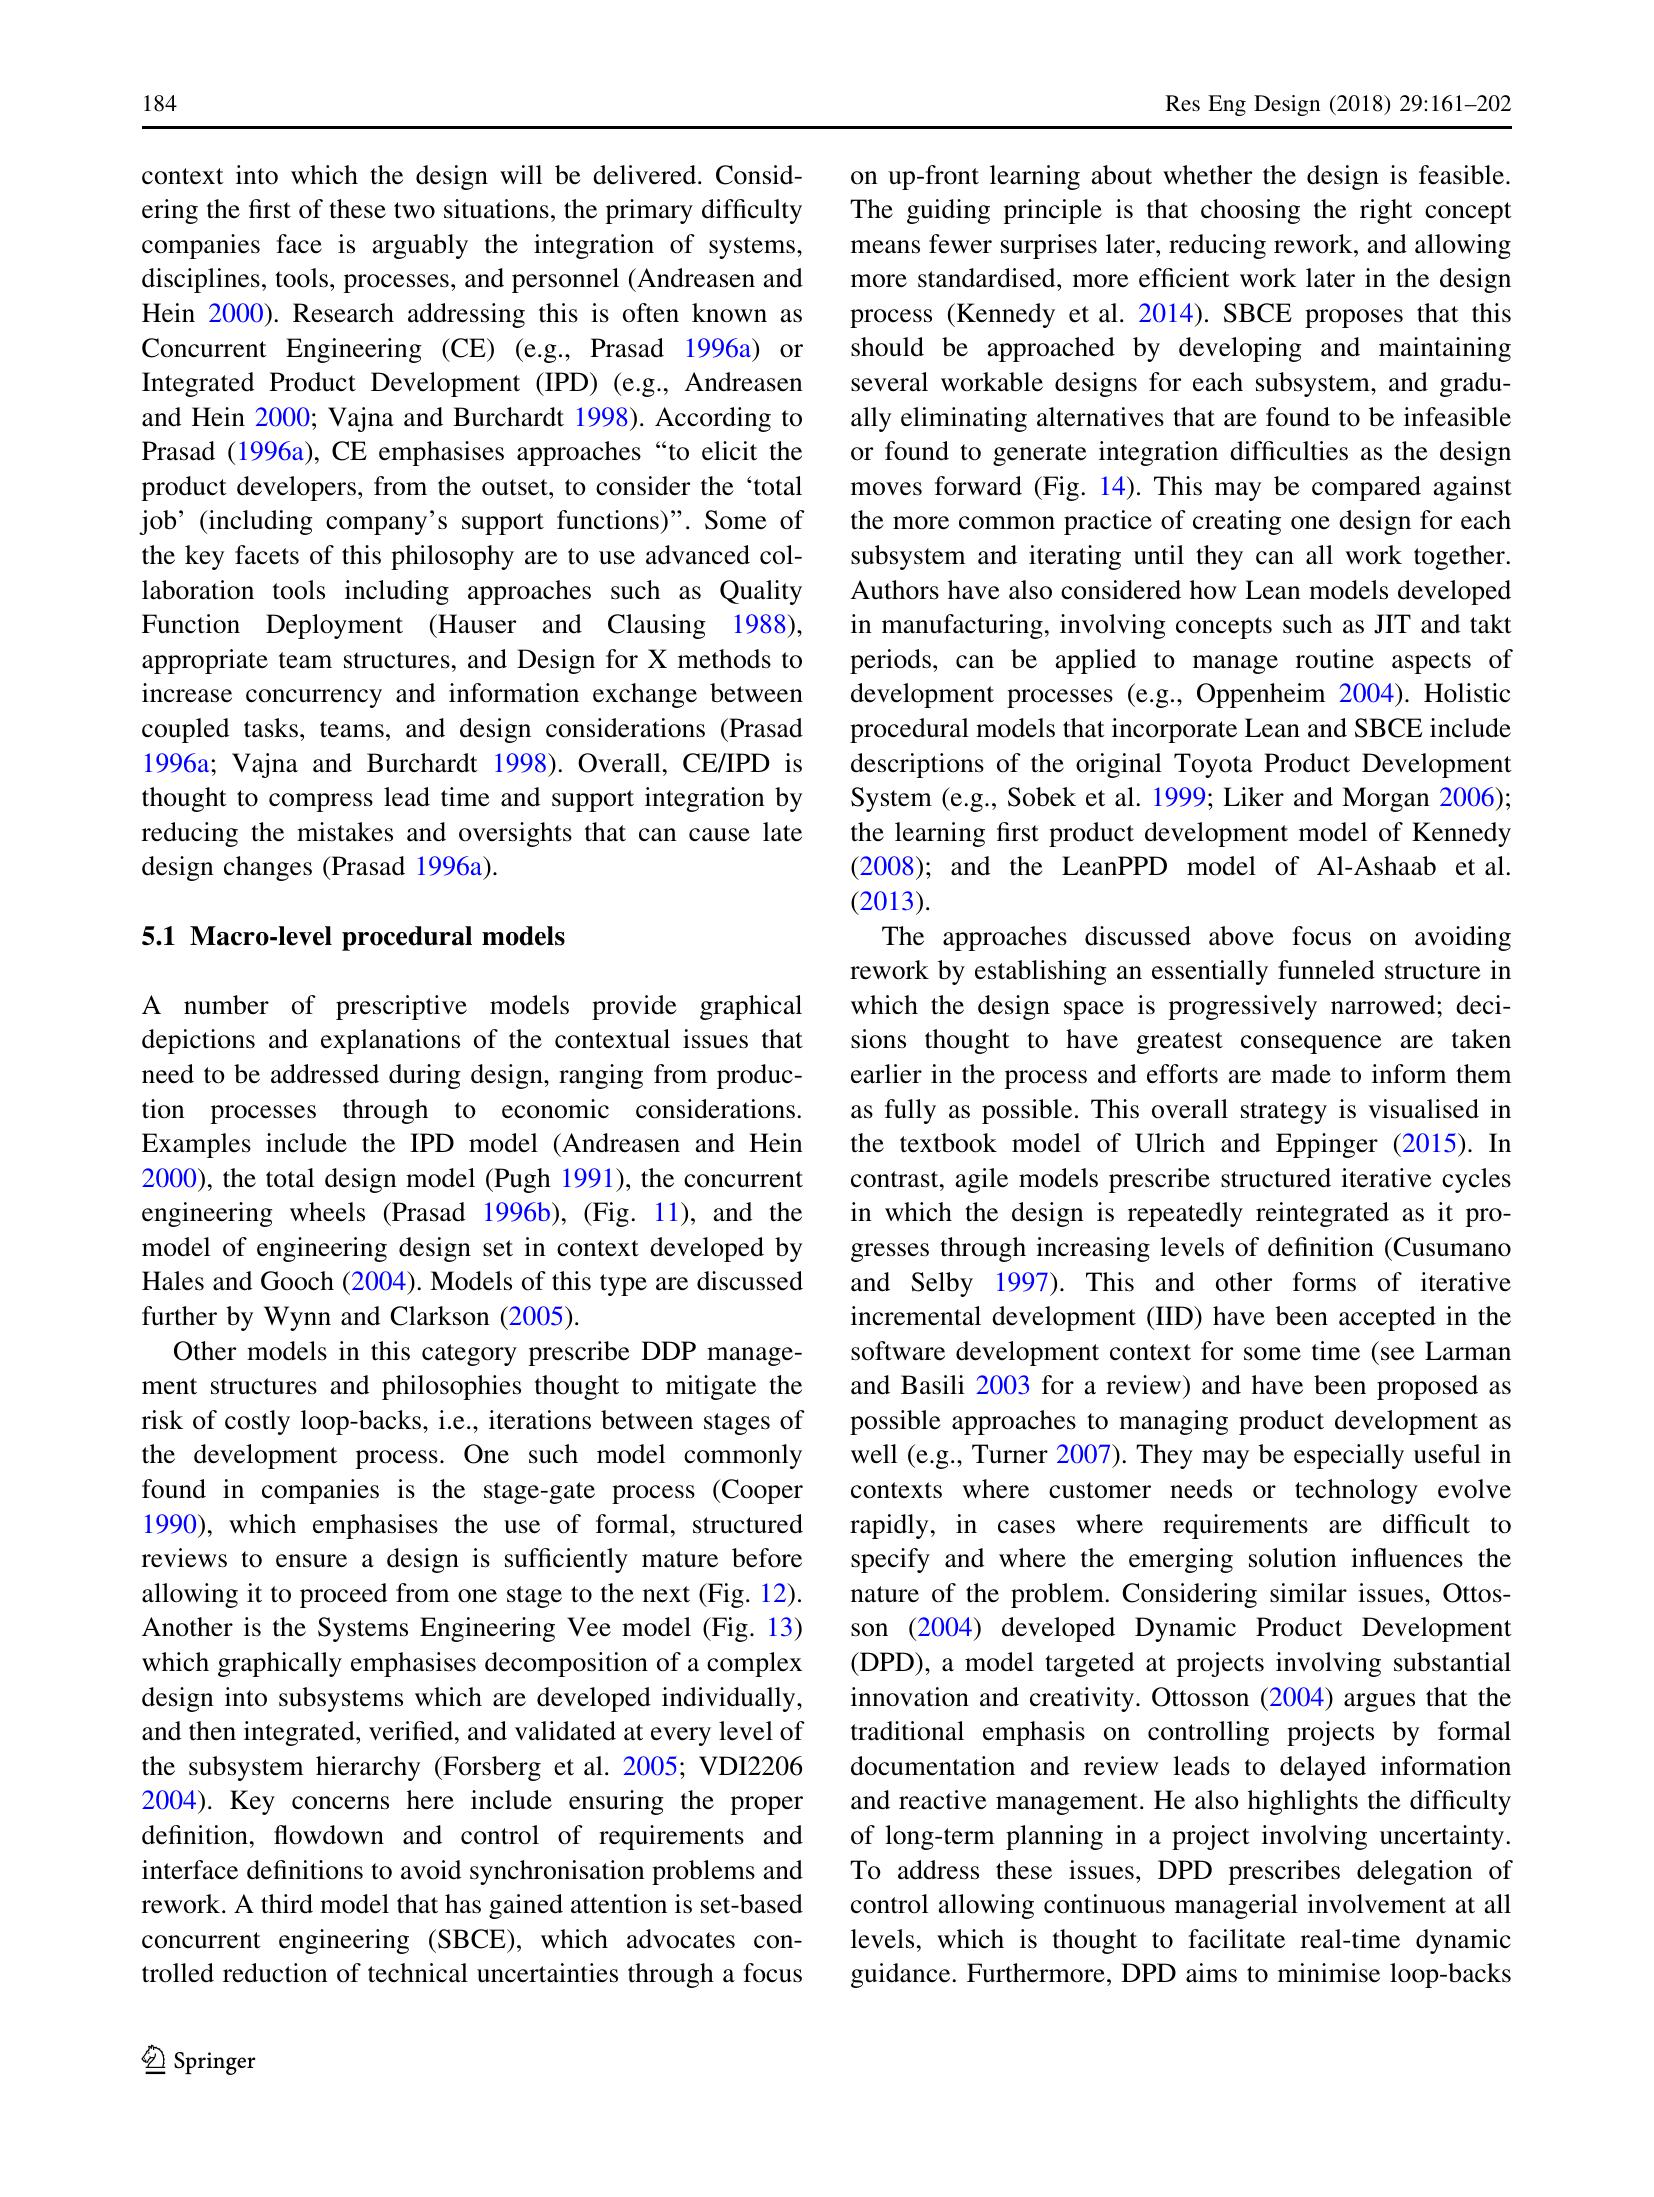 184
Res Eng Design (2018) 29:161–202
context into which the design will be delivered. Consid-
ering the first of these two situations, the primary difficulty
companies face is arguably the integration of systems,
disciplines, tools, processes, and personnel (Andreasen and
Hein 2000). Research addressing this is often known as
Concurrent Engineering (CE) (e.g., Prasad 1996a) or
Integrated Product Development (IPD) (e.g., Andreasen
and Hein 2000; Vajna and Burchardt 1998). According to
Prasad (1996a), CE emphasises approaches “to elicit the
product developers, from the outset, to consider the ‘total
job’ (including company’s support functions)”. Some of
the key facets of this philosophy are to use advanced col-
laboration tools including approaches such as Quality
Function Deployment (Hauser and Clausing 1988),
appropriate team structures, and Design for X methods to
increase concurrency and information exchange between
coupled tasks, teams, and design considerations (Prasad
1996a; Vajna and Burchardt 1998). Overall, CE/IPD is
thought to compress lead time and support integration by
reducing the mistakes and oversights that can cause late
design changes (Prasad 1996a).
5.1 Macro-level procedural models
A number of prescriptive models provide graphical
depictions and explanations of the contextual issues that
need to be addressed during design, ranging from produc-
tion processes through to economic considerations.
Examples include the IPD model (Andreasen and Hein
2000), the total design model (Pugh 1991), the concurrent
engineering wheels (Prasad 1996b), (Fig. 11), and the
model of engineering design set in context developed by
Hales and Gooch (2004). Models of this type are discussed
further by Wynn and Clarkson (2005).
Other models in this category prescribe DDP manage-
ment structures and philosophies thought to mitigate the
risk of costly loop-backs, i.e., iterations between stages of
the development process. One such model commonly
found in companies is the stage-gate process (Cooper
1990), which emphasises the use of formal, structured
reviews to ensure a design is sufficiently mature before
allowing it to proceed from one stage to the next (Fig. 12).
Another is the Systems Engineering Vee model (Fig. 13)
which graphically emphasises decomposition of a complex
design into subsystems which are developed individually,
and then integrated, verified, and validated at every level of
the subsystem hierarchy (Forsberg et al. 2005; VDI2206
2004). Key concerns here include ensuring the proper
definition, flowdown and control of requirements and
interface definitions to avoid synchronisation problems and
rework. A third model that has gained attention is set-based
concurrent engineering (SBCE), which advocates con-
trolled reduction of technical uncertainties through a focus
on up-front learning about whether the design is feasible.
The guiding principle is that choosing the right concept
means fewer surprises later, reducing rework, and allowing
more standardised, more efficient work later in the design
process (Kennedy et al. 2014). SBCE proposes that this
should be approached by developing and maintaining
several workable designs for each subsystem, and gradu-
ally eliminating alternatives that are found to be infeasible
or found to generate integration difficulties as the design
moves forward (Fig. 14). This may be compared against
the more common practice of creating one design for each
subsystem and iterating until they can all work together.
Authors have also considered how Lean models developed
in manufacturing, involving concepts such as JIT and takt
periods, can be applied to manage routine aspects of
development processes (e.g., Oppenheim 2004). Holistic
procedural models that incorporate Lean and SBCE include
descriptions of the original Toyota Product Development
System (e.g., Sobek et al. 1999; Liker and Morgan 2006);
the learning first product development model of Kennedy
(2008); and the LeanPPD model of Al-Ashaab et al.
(2013).
The approaches discussed above focus on avoiding
rework by establishing an essentially funneled structure in
which the design space is progressively narrowed; deci-
sions thought to have greatest consequence are taken
earlier in the process and efforts are made to inform them
as fully as possible. This overall strategy is visualised in
the textbook model of Ulrich and Eppinger (2015). In
contrast, agile models prescribe structured iterative cycles
in which the design is repeatedly reintegrated as it pro-
gresses through increasing levels of definition (Cusumano
and Selby 1997). This and other forms of iterative
incremental development (IID) have been accepted in the
software development context for some time (see Larman
and Basili 2003 for a review) and have been proposed as
possible approaches to managing product development as
well (e.g., Turner 2007). They may be especially useful in
contexts where customer needs or technology evolve
rapidly, in cases where requirements are difficult to
specify and where the emerging solution influences the
nature of the problem. Considering similar issues, Ottos-
son (2004) developed Dynamic Product Development
(DPD), a model targeted at projects involving substantial
innovation and creativity. Ottosson (2004) argues that the
traditional emphasis on controlling projects by formal
documentation and review leads to delayed information
and reactive management. He also highlights the difficulty
of long-term planning in a project involving uncertainty.
To address these issues, DPD prescribes delegation of
control allowing continuous managerial involvement at all
levels, which is thought to facilitate real-time dynamic
guidance. Furthermore, DPD aims to minimise loop-backs
Springer